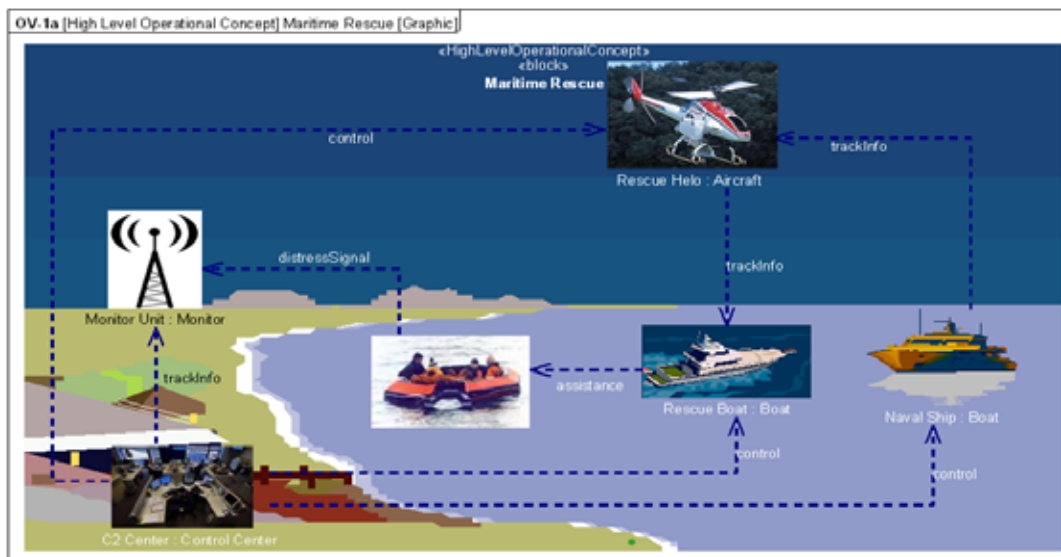 OV-1a [High Level Operational Concept] Maritime Rescue [Graphic]
«HighLevelOperationalConcept»
«block»
Maritime Rescue
control
trackInfo
Rescue Helo : Aircraft
distressSignal
trackInfo
Monitor Unit : Monitor
trackInfo
assistance
Rescue Boat : Boat
Naval Ship : Boat
control
control
C2 Center : Control Center